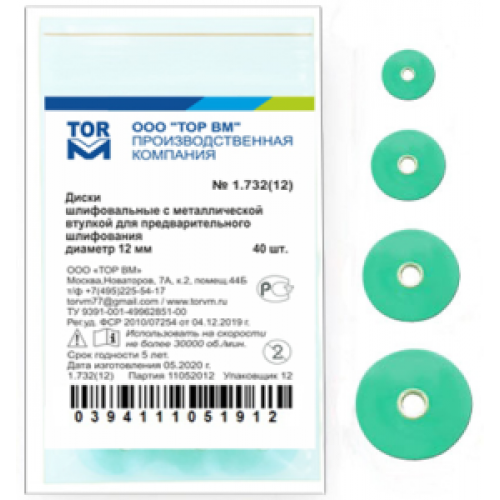 TOR
VM
ООО "ТОР ВМ"
ПРОИЗВОДСТВЕННАЯ
КОМПАНИЯ
№ 1.732(12)
Диски
шлифовальные с металлической
втулкой для предварительного
шлифования
диаметр 12 мм 40 шт.
ООО «ТОР ВМ»
Москва,Новаторов, 7А, к.2, помещ.44Б
т/ф +7(495)225-54-17
torvm77@gmail.com / www.torvm.ru
ТУ 9391-001-49962851-00
Рег.уд. ФСР 2010/07254 от 04.12.2019 г.
Использовать на скорости
не более 30000 об./мин.
Срок годности 5 лет.
Дата изготовления 05.2020 г.
2
1.732(12) Партия 11052012 Упаковщик 12
0394111051912